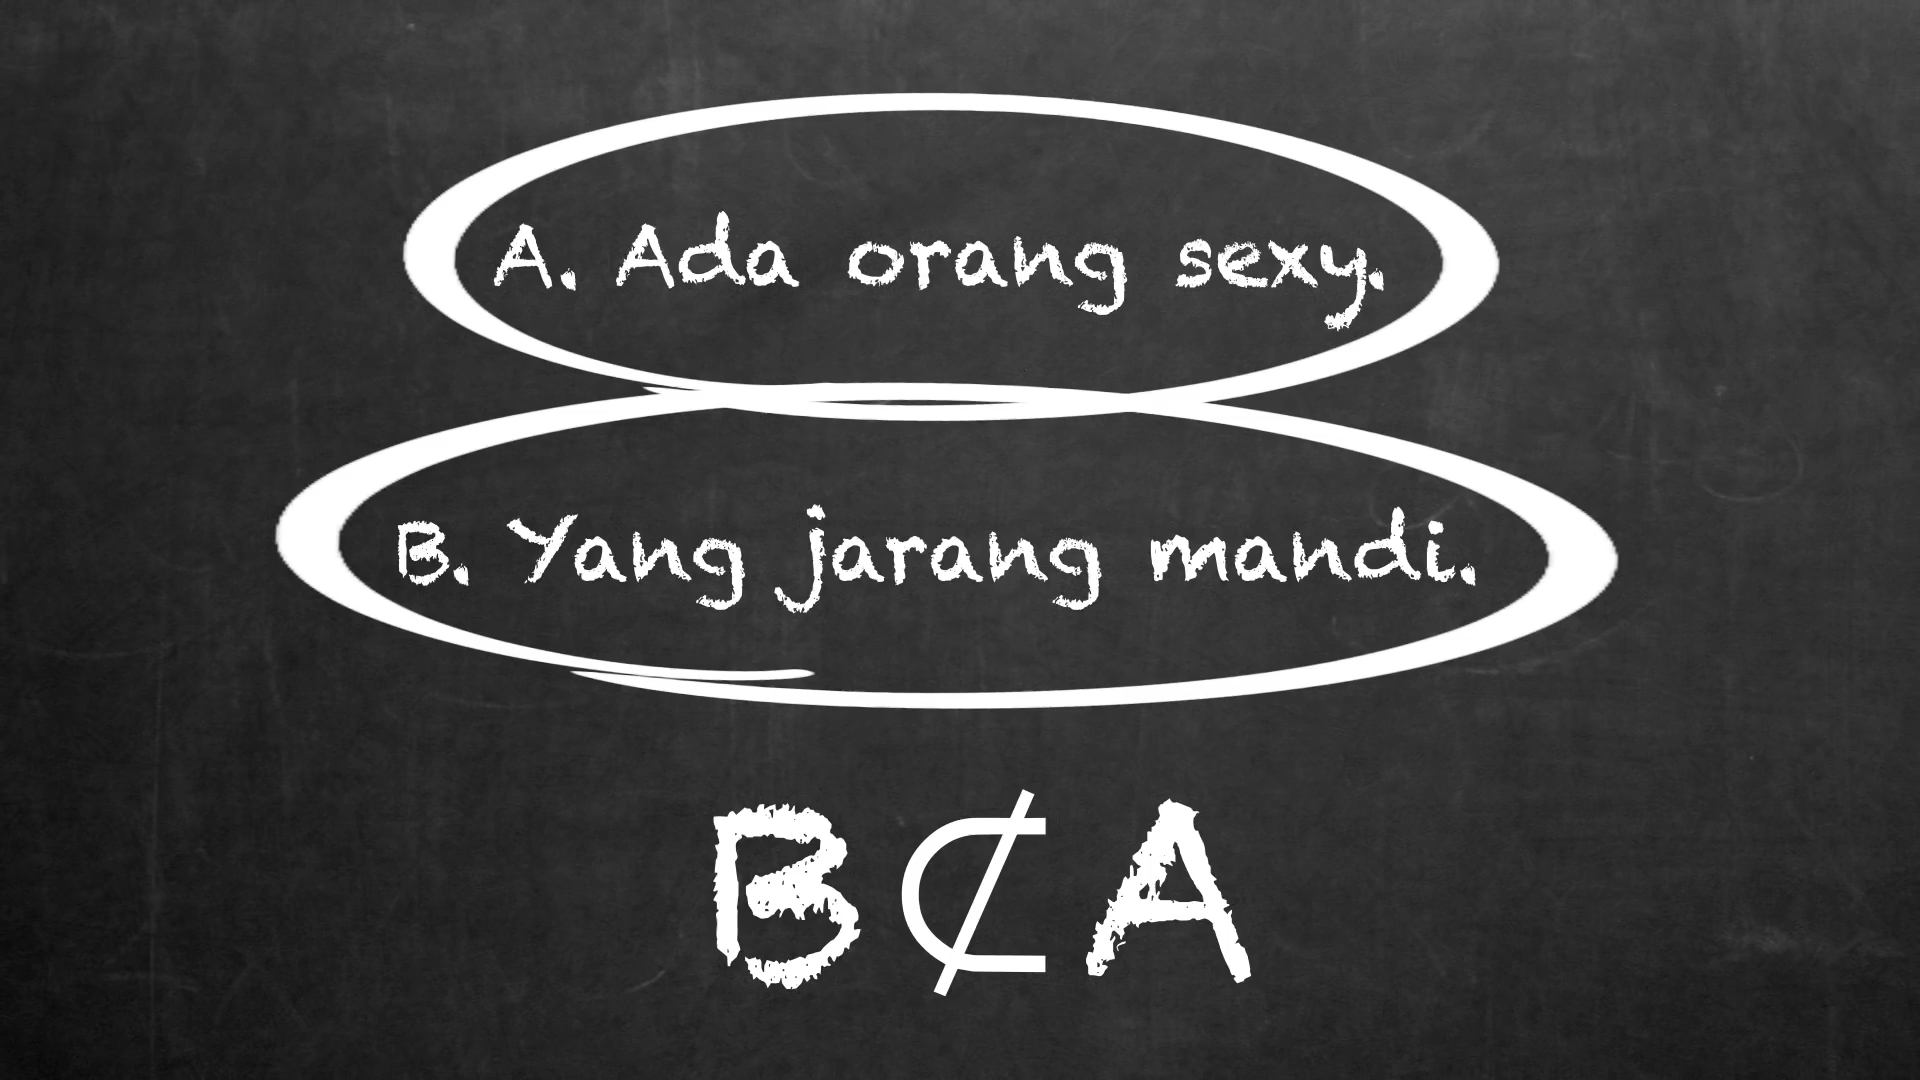 A. Ada orang sexy.
B. Yang jarang mandi.
B ⊄ A